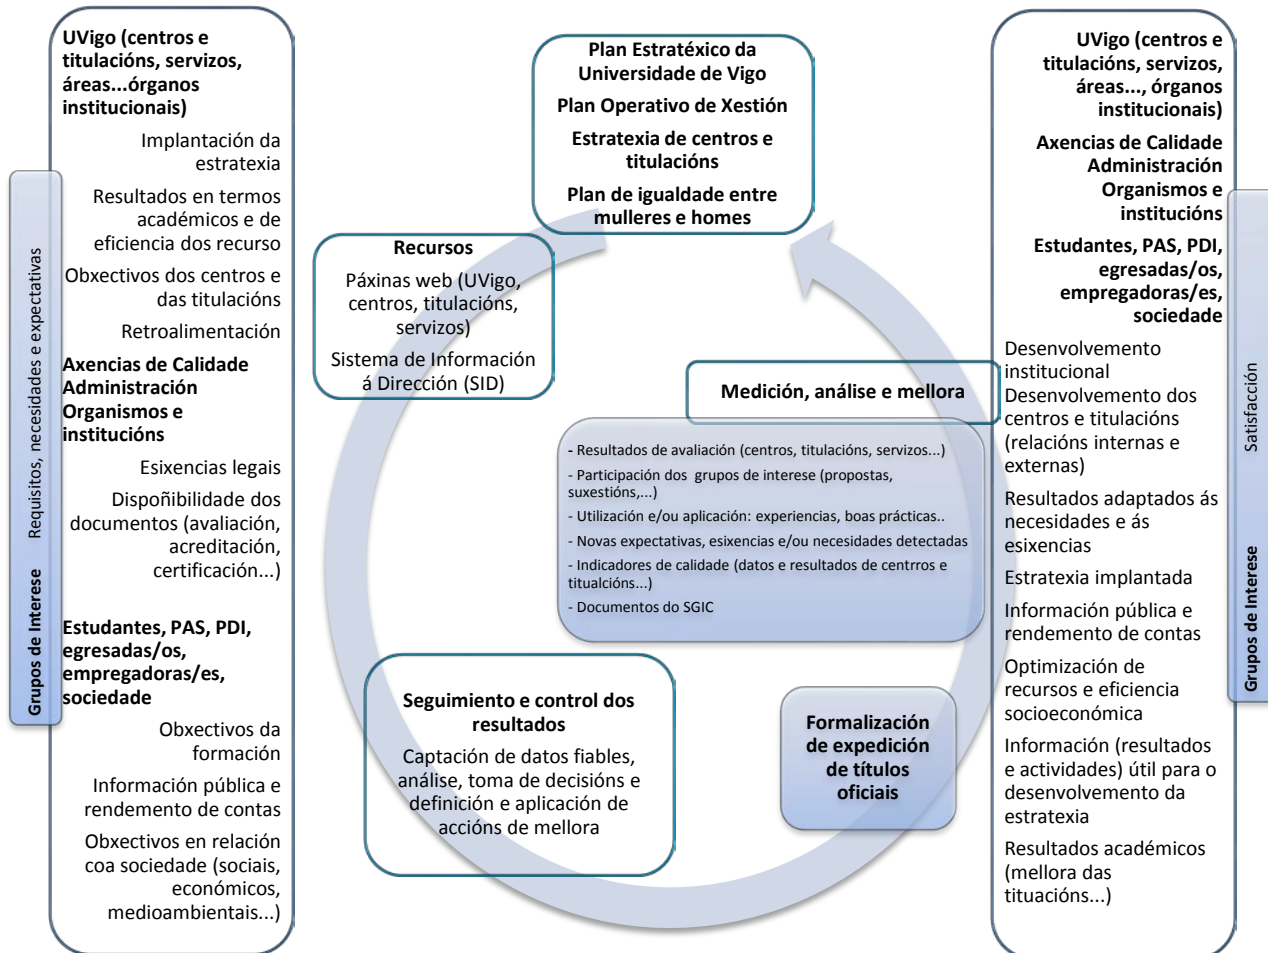 UVigo (centros e
titulacións, servizos,
áreas...órganos
institucionais)
Implantación da
estratexia
Resultados en termos
académicos e de
eficiencia dos recurso
Obxectivos dos centros e
das titulacións
Retroalimentación
Axencias de Calidade
Administración
Organismos e
institucións
Esixencias legais
Dispoñibilidade dos
documentos (avaliación,
acreditación,
certificación...)
Estudantes, PAS, PDI,
egresadas/os,
empregadoras/es,
sociedade
Obxectivos da
formación
Información pública e
rendemento de contas
Obxectivos en relación
coa sociedade (sociais,
económicos,
medioambientais...)
Grupos de Interese Requisitos, necesidades e expectativas
Plan Estratéxico da
Universidade de Vigo
Plan Operativo de Xestión
Estratexia de centros e
titulacións
Plan de igualdade entre
mulleres e homes
Recursos
Páxinas web (UVigo,
centros, titulacións,
servizos)
Sistema de Información
á Dirección (SID)
Medición, análise e mellora
- Resultados de avaliación (centros, titulacións, servizos...)
- Participación dos grupos de interese (propostas,
suxestións,...)
- Utilización e/ou aplicación: experiencias, boas prácticas..
- Novas expectativas, esixencias e/ou necesidades detectadas
- Indicadores de calidade (datos e resultados de centrros e
titualcións...)
- Documentos do SGIC
Seguimiento e control dos
resultados
Captación de datos fiables,
análise, toma de decisións e
definición e aplicación de
accións de mellora
Formalización
de expedición
de títulos
oficiais
UVigo (centros e
titulacións, servizos,
áreas..., órganos
institucionais)
Axencias de Calidade
Administración
Organismos e
institucións
Estudantes, PAS, PDI,
egresadas/os,
empregadoras/es,
sociedade
Desenvolvemento
institucional
Desenvolvemento dos
centros e titulacións
(relacións internas e
externas)
Resultados adaptados ás
necesidades e ás
esixencias
Estratexia implantada
Información pública e
rendemento de contas
Optimización de
recursos e eficiencia
socioeconómica
Información (resultados
e actividades) útil para o
desenvolvemento da
estratexia
Resultados académicos
(mellora das
tituacións...)
Grupos de Interese Satisfacción